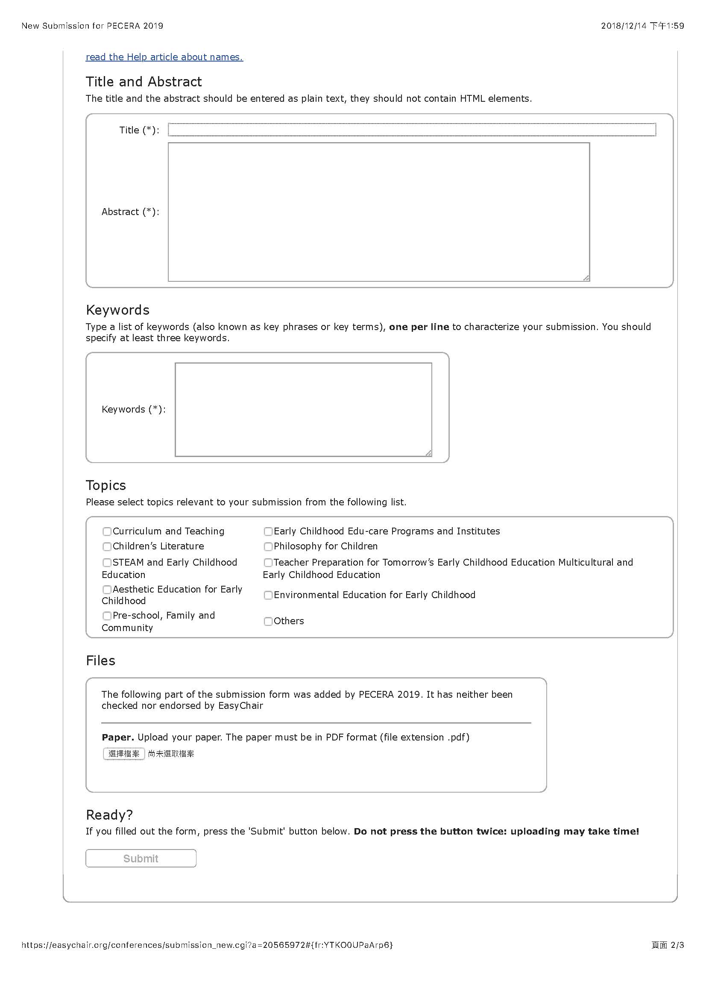 New Submission for PECERA 2019 2018/12/14 下午1:59
read the Help article about names.
Title and Abstract
The title and the abstract should be entered as plain text, they should not contain HTML elements.
Title (*):
Abstract (*):
Keywords
Type a list of keywords (also known as key phrases or key terms), one per line to characterize your submission. You should
specify at least three keywords.
Keywords (*):
Topics
Please select topics relevant to your submission from the following list.
Curriculum and Teaching
Early Childhood Edu-care Programs and Institutes
Children’s Literature
Philosophy for Children
STEAM and Early Childhood
Education
Teacher Preparation for Tomorrow’s Early Childhood Education Multicultural and
Early Childhood Education
Aesthetic Education for Early
Childhood
Environmental Education for Early Childhood
Pre-school, Family and
Community
Others
Files
The following part of the submission form was added by PECERA 2019. It has neither been
checked nor endorsed by EasyChair
Paper. Upload your paper. The paper must be in PDF format (file extension .pdf)
選擇檔案 尚未選取檔案
Ready?
If you filled out the form, press the 'Submit' button below. Do not press the button twice: uploading may take time!
Submit
https://easychair.org/conferences/submission_new.cgi?a=20565972#{fr:YTKO0UPaArp6} 頁面 2/3